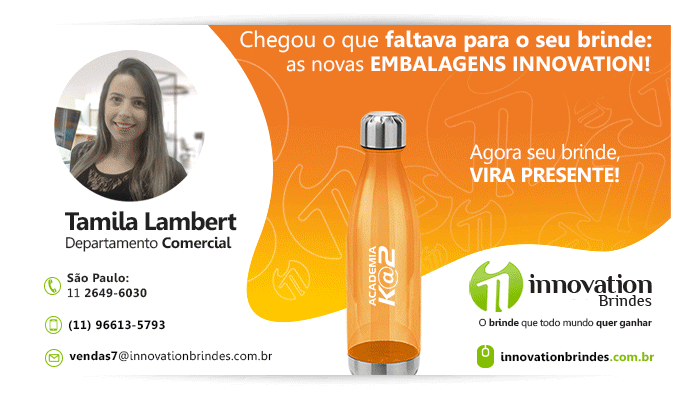 Chegou o que faltava para o seu brinde:
as novas EMBALAGENS INNOVATION!
Agora seu brinde,
VIRA PRESENTE!
Tamila Lambert
Departamento Comercial
São Paulo:
11 2649-6030
(11) 96613-5793
vendas7@innovationbrindes.com.br
ACADEMIA
K@2
innovation
Brindes
O brinde que todo mundo quer ganhar
innovationbrindes.com.br